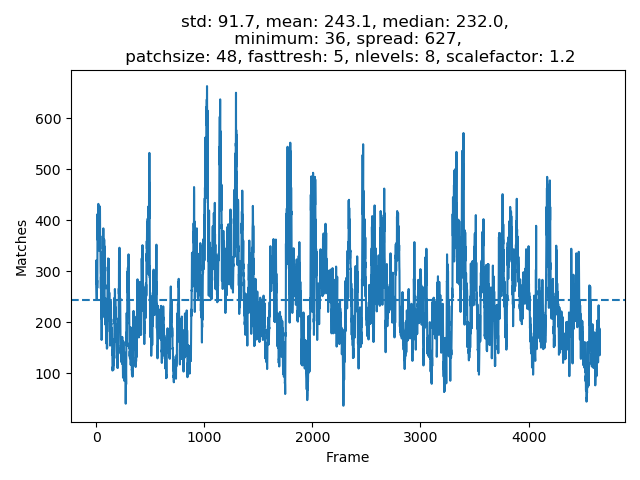 std: 91.7, mean: 243.1, median: 232.0,
minimum: 36, spread: 627,
patchsize: 48, fasttresh: 5, nlevels: 8, scalefactor: 1.2
600
500
400
300
200
100
Matches
0
1000
2000
3000
4000
Frame